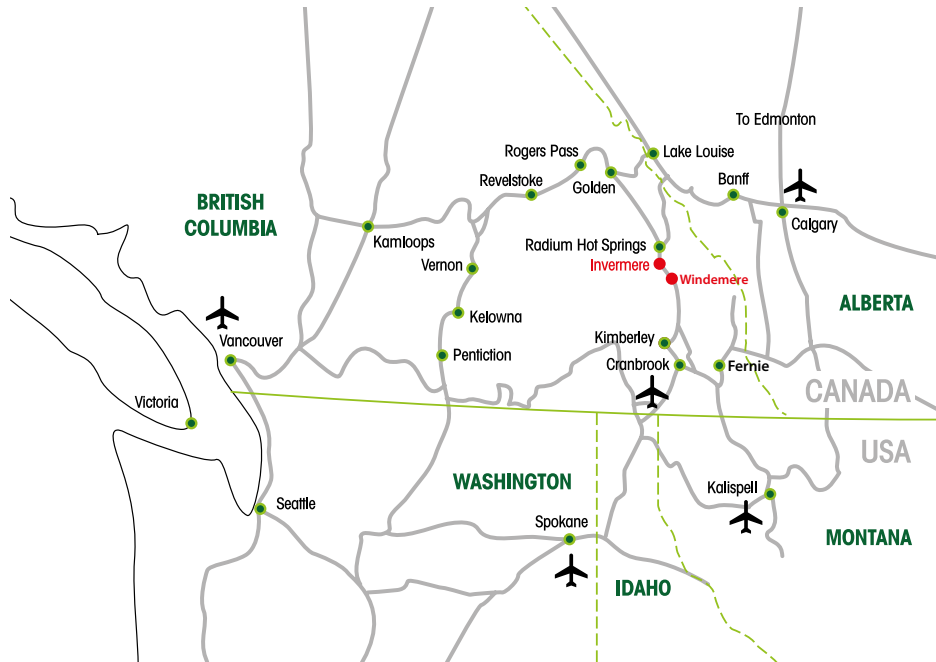 To Edmonton
Rogers Pass
Lake Louise
Revelstoke
Golden
Banff
BRITISH
COLUMBIA
Calgary
Kamloops
Radium Hot Springs
Vernon
Invermere
Windemere
ALBERTA
Kelowna
Vancouver
Kimberley
Pentiction
Cranbrook
Fernie
CANADA
Victoria
USA
WASHINGTON
Kalispell
Seattle
Spokane
MONTANA
IDAHO